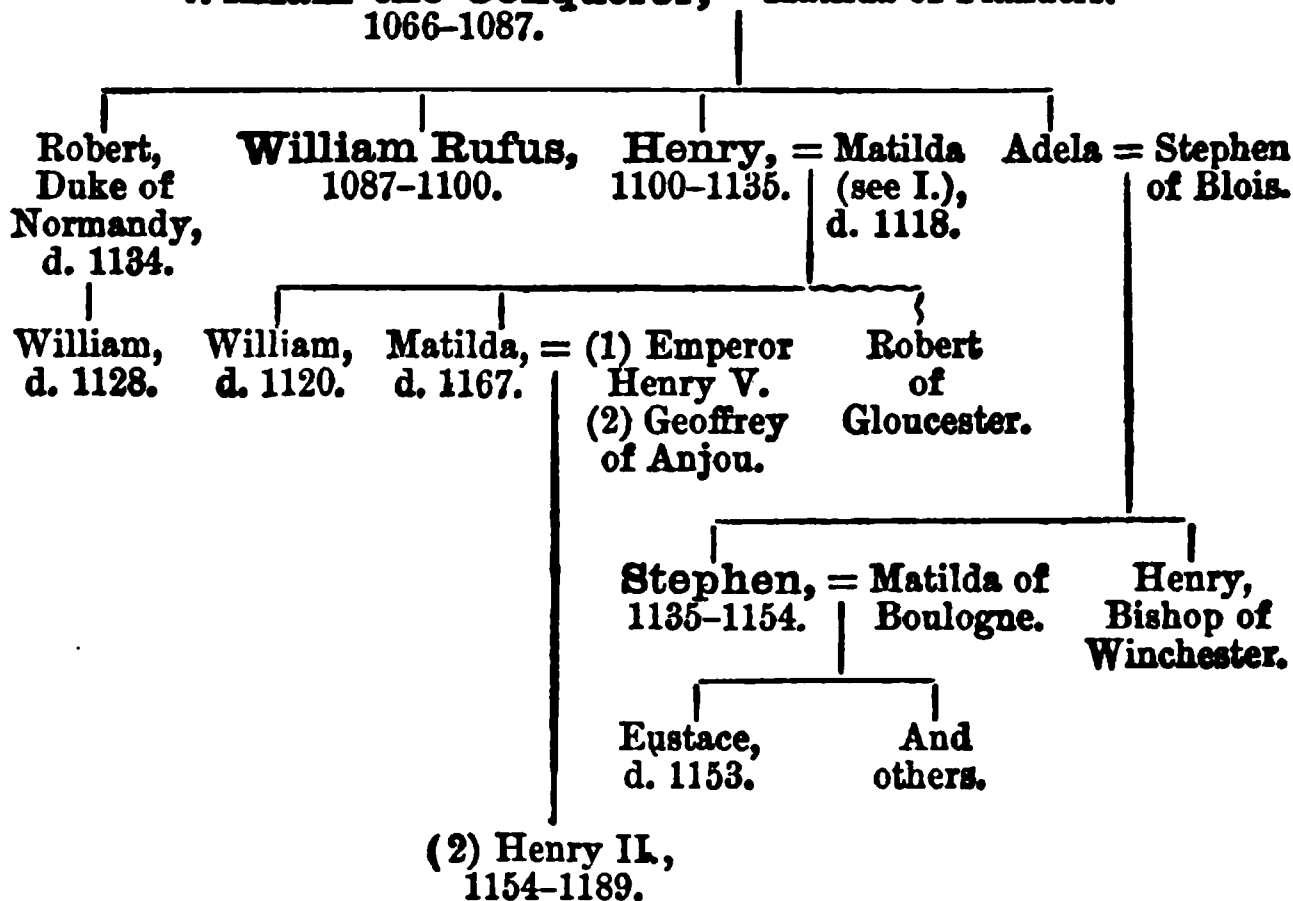 1066–1087.
Robert,
Duke of
Normandy,
d. 1134.
William Rufus,
1087–1100.
Henry, = Matilda
1100–1135. (see I.),
d. 1118.
Adela = Stephen
of Blois.
William,
d. 1128.
William,
d. 1120.
Matilda, = (1) Emperor
d. 1167. Henry V.
(2) Geoffrey
of Anjou.
Robert
of
Gloucester.
Stephen, = Matilda of
1135–1154. Boulogne.
Henry,
Bishop of
Winchester.
Eustace,
d. 1153.
And
others.
(2) Henry II.,
1154–1189.